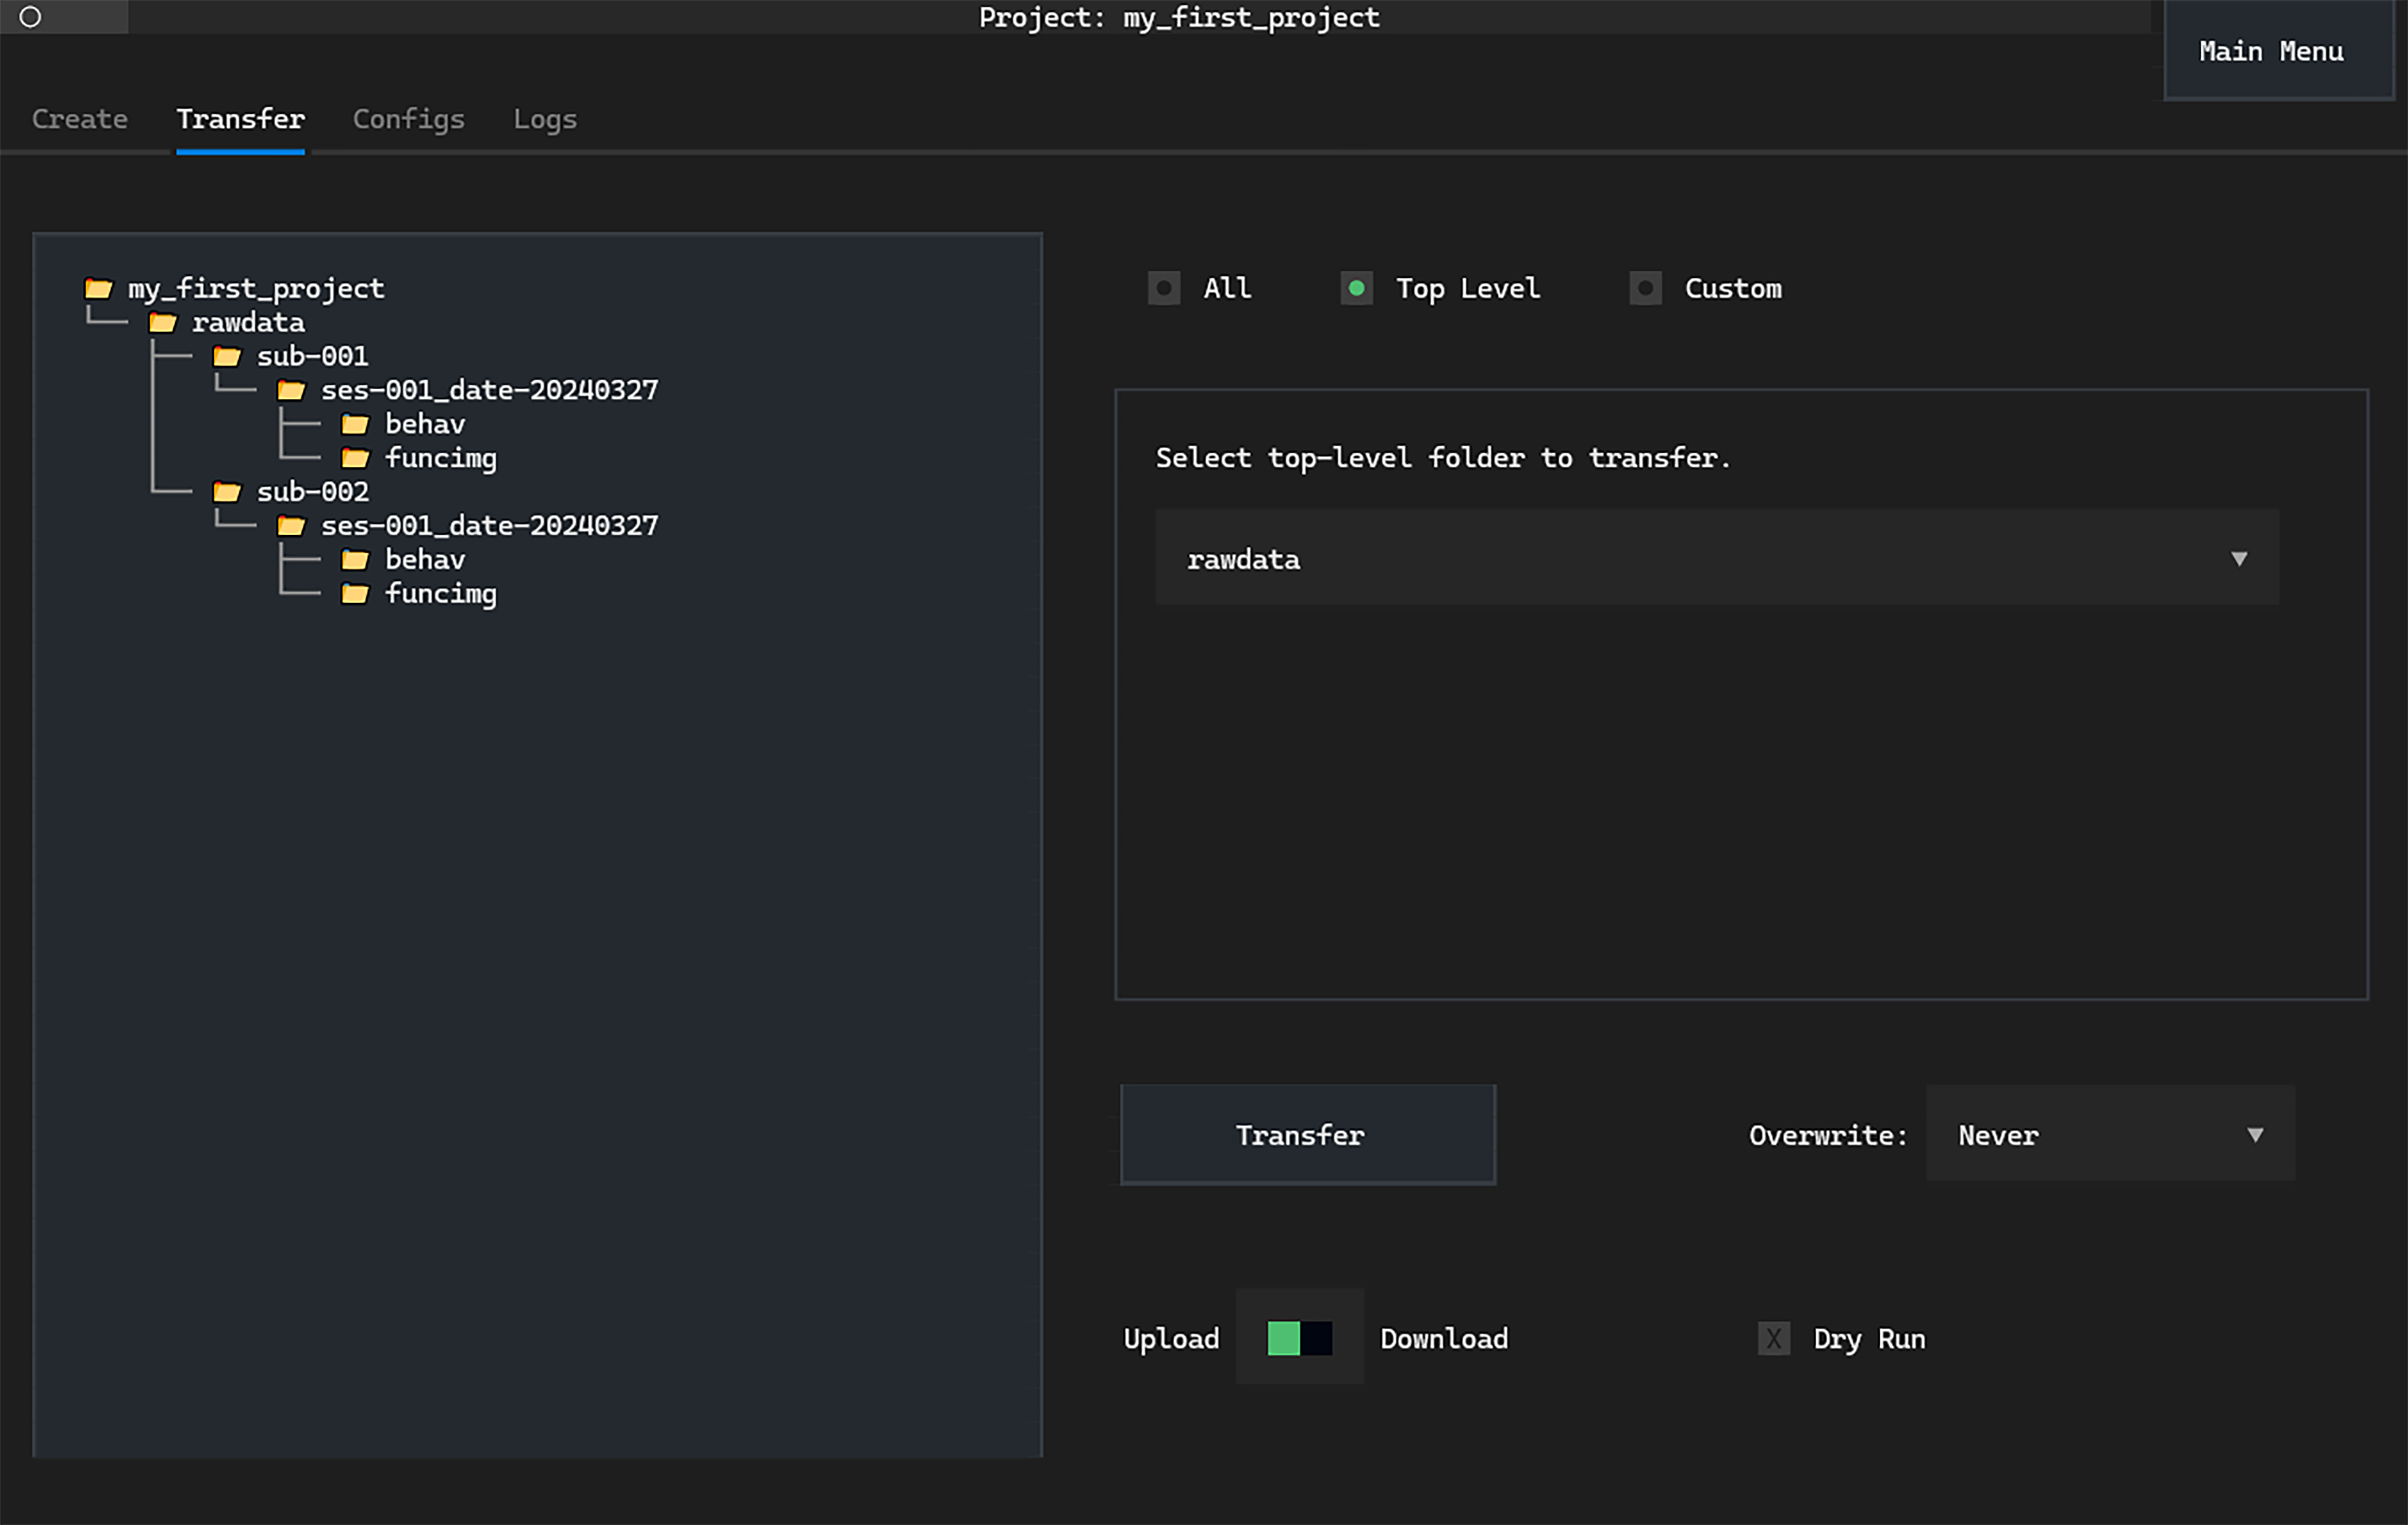 Project: my_first_project
Main Menu
Create Transfer Configs Logs
my_first_project
rawdata
sub-001
ses-001_date-20240327
behav
funcimg
sub-002
ses-001_date-20240327
behav
funcimg
All Top Level Custom
Select top-level folder to transfer.
rawdata ▼
Transfer Overwrite: Never ▼
Upload Download X Dry Run